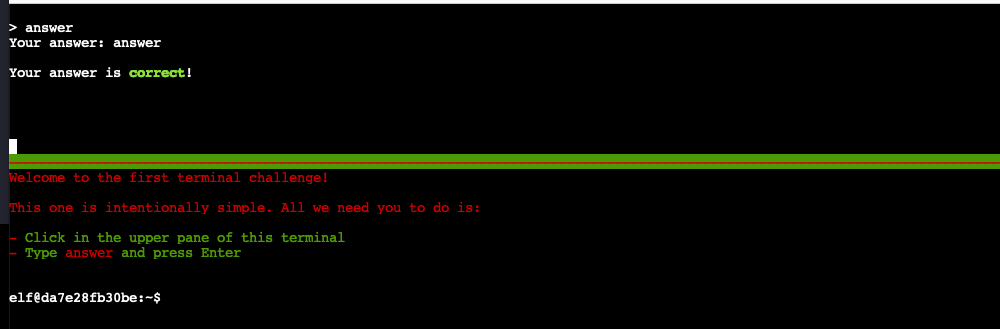 > answer
Your answer: answer
Your answer is correct!
Welcome to the first terminal challenge!
This one is intentionally simple. All we need you to do is:
- Click in the upper pane of this terminal
- Type answer and press Enter
elf@da7e28fb30be:~$